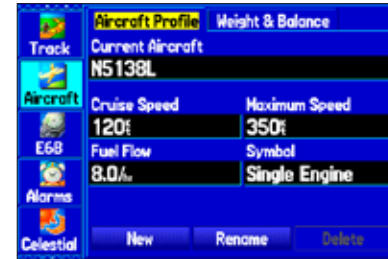 Aircraft Profile Weight & Balance
Track
Current Aircraft
N5138L
Aircraft
Cruise Speed Maximum Speed
120 350
E6B
Fuel Flow Symbol
8.0 Single Engine
Alarms
New Rename Delete
Celestial